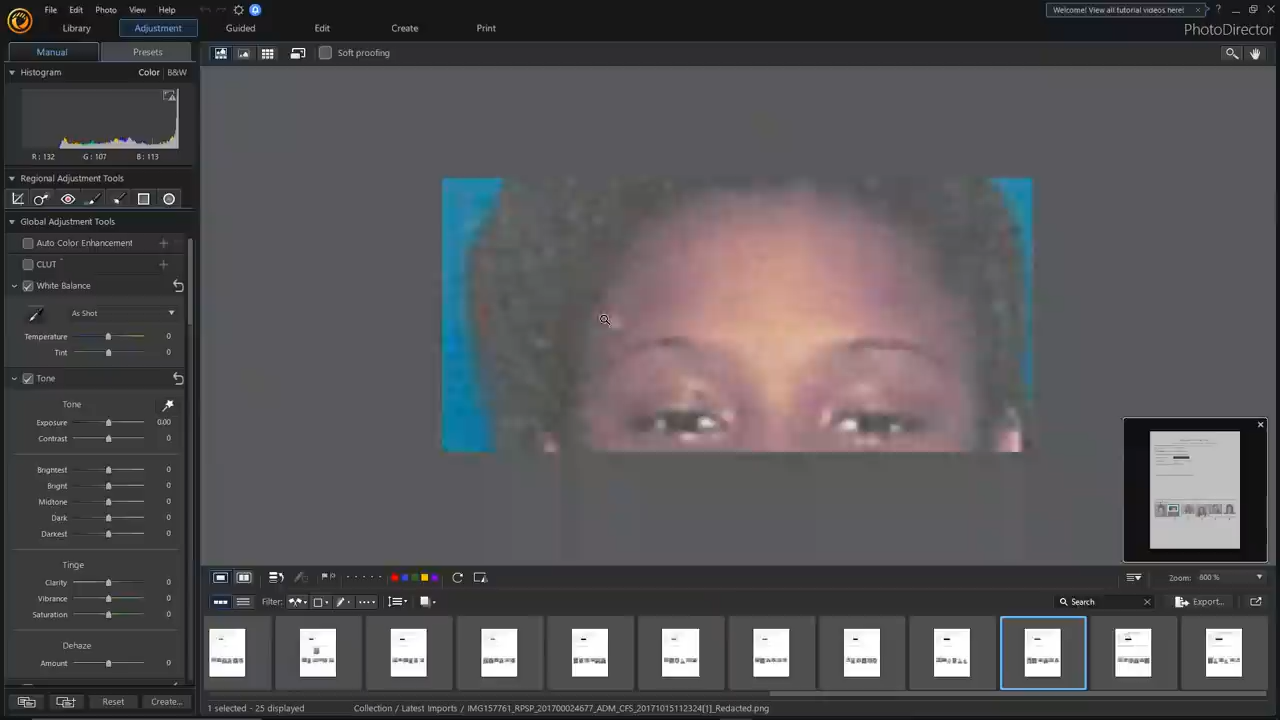 File Edit Photo View Help
Welcome! View all tutorial videos here!
Library Adjustment Guided Edit Create Print
PhotoDirector
Manual Presets
Soft proofing
Histogram Color B&W
R : 132 G : 107 B : 113
Regional Adjustment Tools
Global Adjustment Tools
Auto Color Enhancement
CLUT
White Balance
As Shot
Temperature 0
Tint 0
Tone
Tone
Exposure 0.00
Contrast 0
Brightest 0
Bright 0
Midtone 0
Dark 0
Darkest 0
Tinge
Clarity 0
Vibrance 0
Saturation 0
Dehaze
Amount 0
Zoom: 800 %
Filter:
Search
Export...
Reset Create...
1 selected - 25 displayed Collection / Latest Imports / IMG157761_RPSP_201700024677_ADM_CFS_20171015112324[1]_Redacted.png